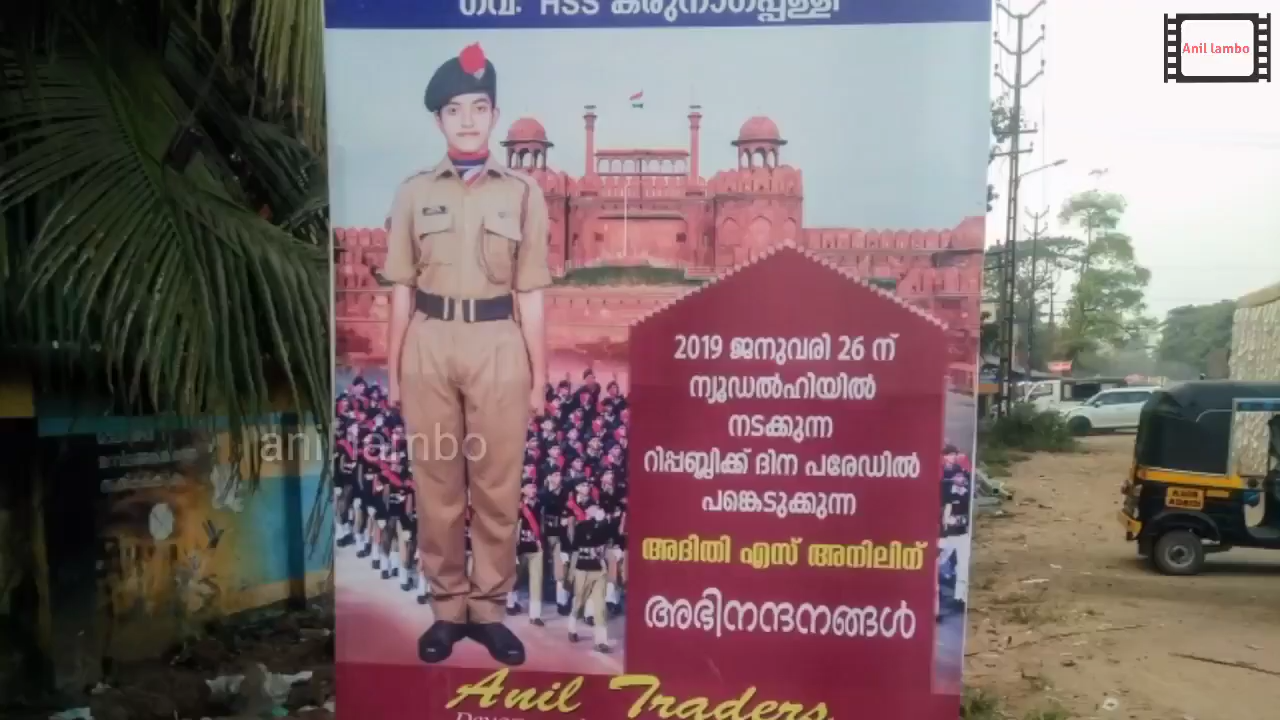 ഗവ: HSS കരുനാഗപ്പള്ളി
Anil lambo
2019 ജനുവരി 26 ന്
ന്യൂഡൽഹിയിൽ
നടക്കുന്ന
റിപ്പബ്ലിക്ക് ദിന പരേഡിൽ
പങ്കെടുക്കുന്ന
അദിതി എസ് അനിലിന്
അഭിനന്ദനങ്ങൾ
anil lambo
Anil Traders